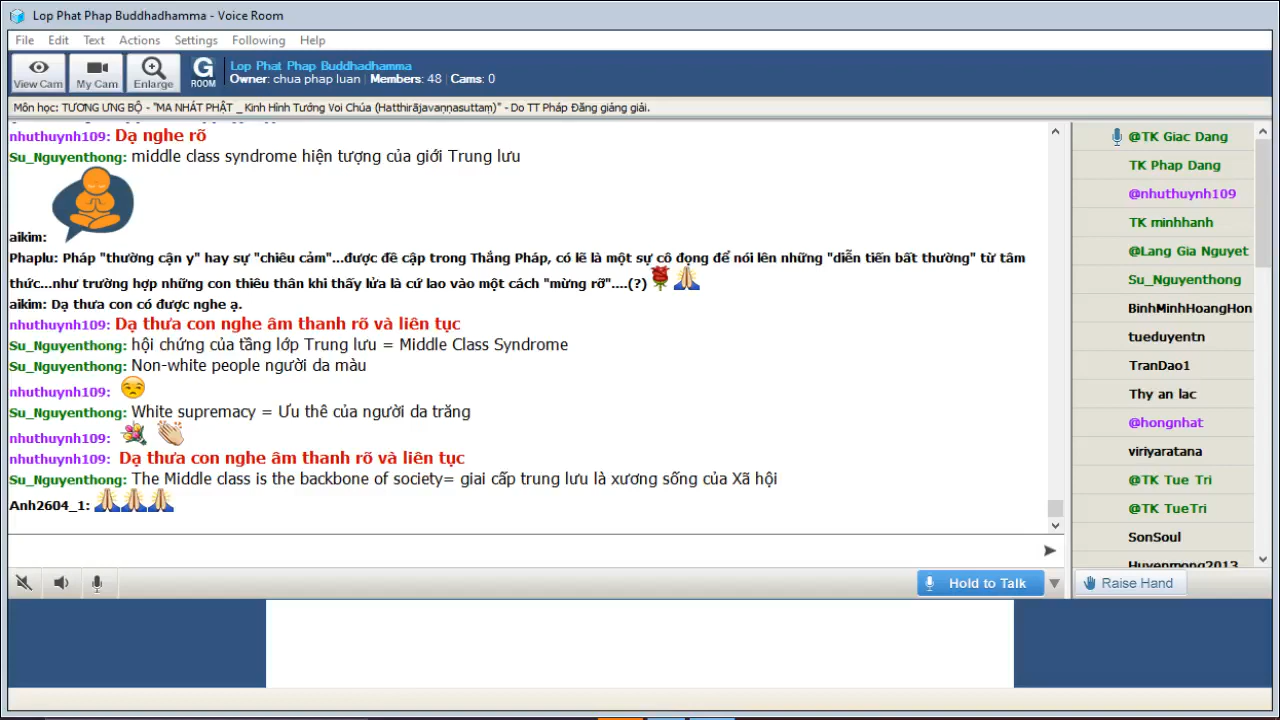 Lop Phat Phap Buddhadhamma - Voice Room
File Edit Text Actions Settings Following Help
View Cam My Cam Enlarge G ROOM
Lop Phat Phap Buddhadhamma
Owner: chua phap luan | Members: 48 | Cams: 0
Môn học: TƯƠNG ƯNG BỘ - "MA NHÁT PHẬT _ Kinh Hình Tướng Voi Chúa (Hatthirājavaṇṇasuttaṃ)" - Do TT Pháp Đăng giảng giải.
nhuthuynh109: Dạ nghe rõ
Su_Nguyenthong: middle class syndrome hiện tượng của giới Trung lưu
aikim:
Phaplu: Pháp "thường cận y" hay sự "chiêu cảm"...được đề cập trong Thắng Pháp, có lẽ là một sự cô đọng để nói lên những "diễn tiến bất thường" từ tâm
thức...như trường hợp những con thiêu thân khi thấy lửa là cứ lao vào một cách "mừng rỡ"....(?)
aikim: Dạ thưa con có được nghe ạ.
nhuthuynh109: Dạ thưa con nghe âm thanh rõ và liên tục
Su_Nguyenthong: hội chứng của tầng lớp Trung lưu = Middle Class Syndrome
Su_Nguyenthong: Non-white people người da màu
nhuthuynh109:
Su_Nguyenthong: White supremacy = Ưu thế của người da trắng
nhuthuynh109:
nhuthuynh109: Dạ thưa con nghe âm thanh rõ và liên tục
Su_Nguyenthong: The Middle class is the backbone of society= giai cấp trung lưu là xương sống của Xã hội
Anh2604_1:
@TK Giac Dang
TK Phap Dang
@nhuthuynh109
TK minhhanh
@Lang Gia Nguyet
Su_Nguyenthong
BinhMinhHoangHon
tueduyentn
TranDao1
Thy an lac
@hongnhat
viriyaratana
@TK Tue Tri
@TK TueTri
SonSoul
Huyenmong2013
Hold to Talk
Raise Hand